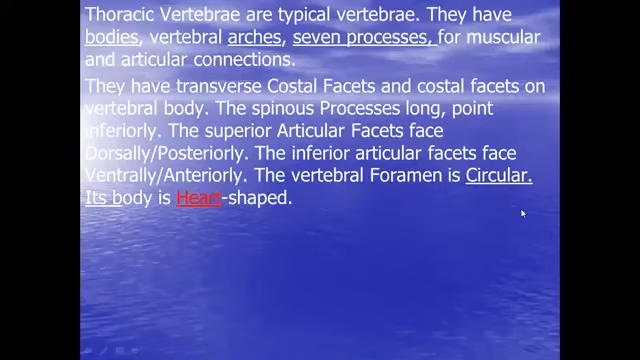 Thoracic Vertebrae are typical vertebrae. They have
bodies, vertebral arches, seven processes, for muscular
and articular connections.
They have transverse Costal Facets and costal facets on
vertebral body. The spinous Processes long, point
inferiorly. The superior Articular Facets face
Dorsally/Posteriorly. The inferior articular facets face
Ventrally/Anteriorly. The vertebral Foramen is Circular.
Its body is Heart-shaped.